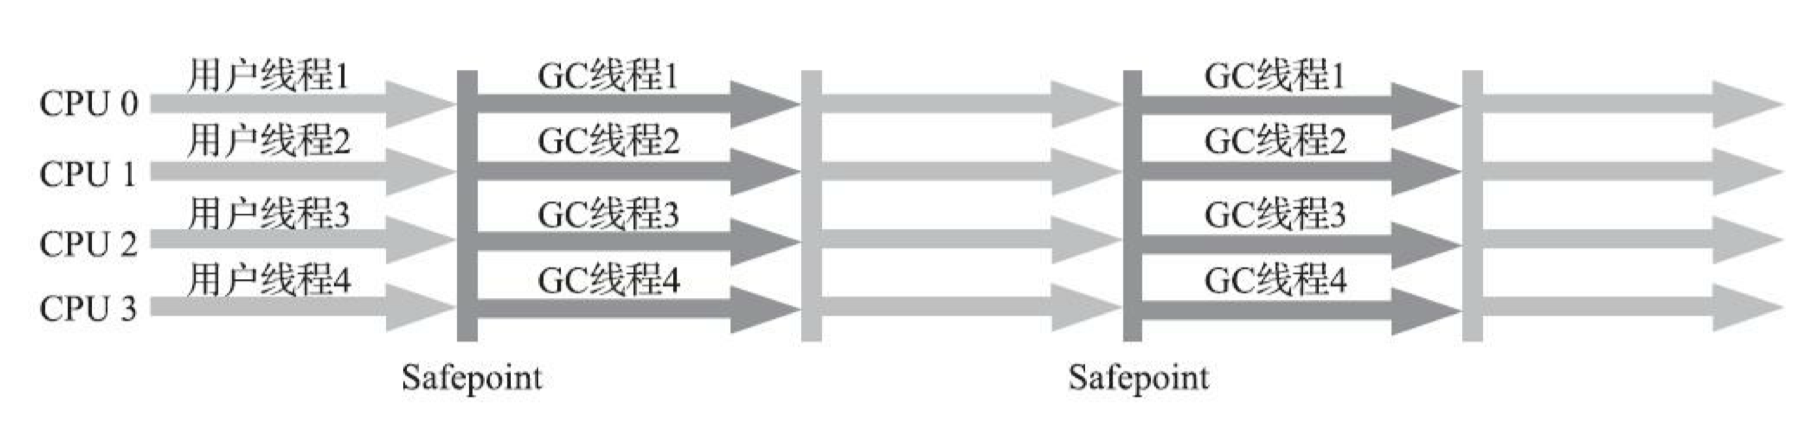 用户线程1 GC线程1 GC线程1
CPU 0
用户线程2 GC线程2 GC线程2
CPU 1
用户线程3 GC线程3 GC线程3
CPU 2
用户线程4 GC线程4 GC线程4
CPU 3
Safepoint Safepoint